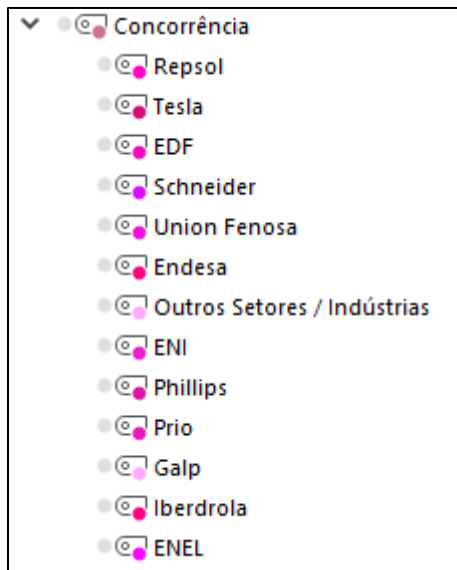 Concorrência
Repsol
Tesla
EDF
Schneider
Union Fenosa
Endesa
Outros Setores / Indústrias
ENI
Phillips
Prio
Galp
Iberdrola
ENEL